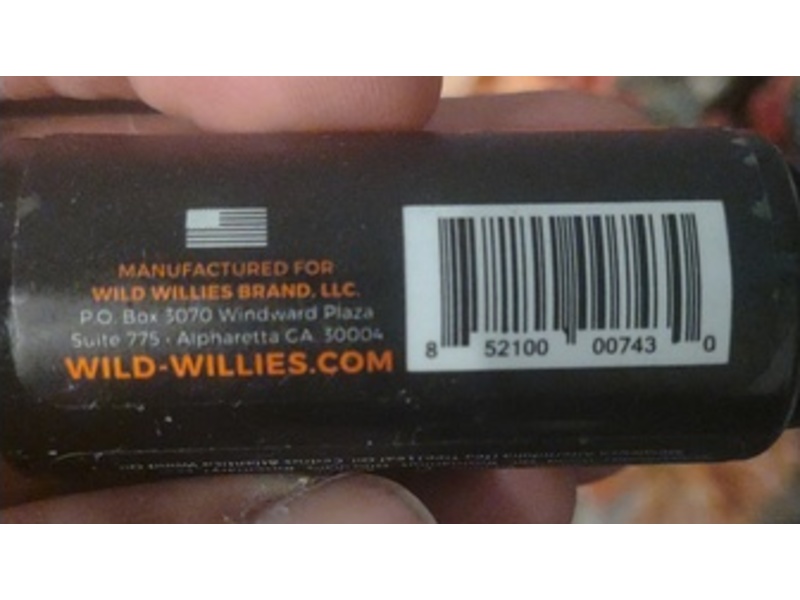 MANUFACTURED FOR
WILD WILLIES BRAND, LLC.
P.O. Box 3070 Windward Plaza
Suite 775 • Alpharetta CA 30004
WILD-WILLIES.COM
8 52100 00743 0